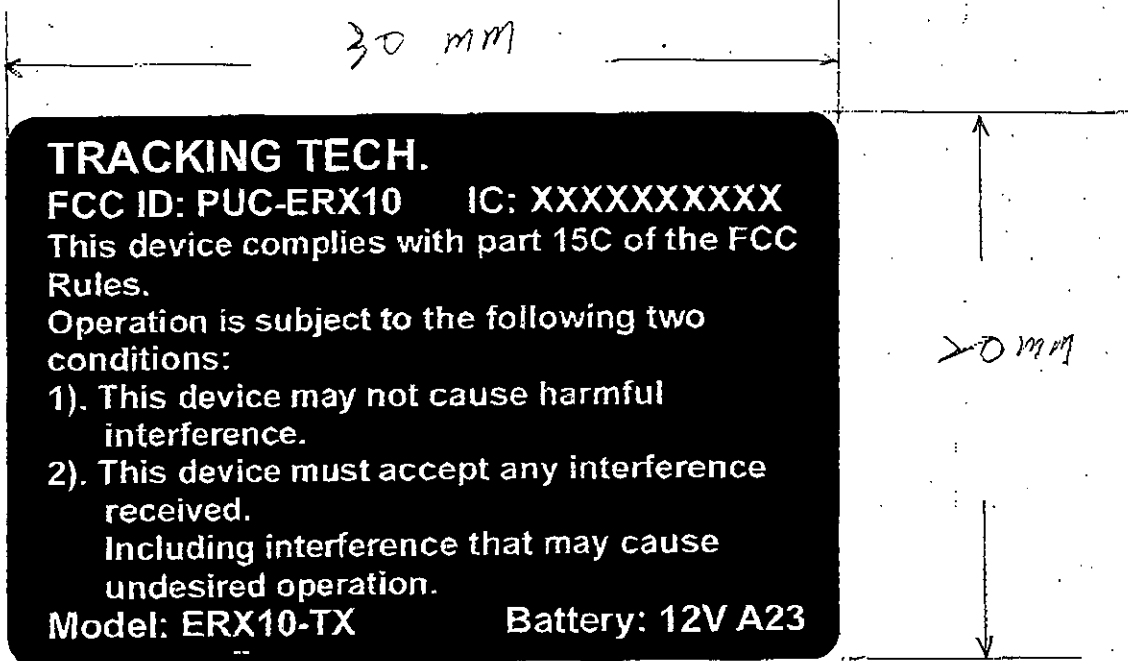 30 mm
TRACKING TECH.
FCC ID: PUC-ERX10 IC: XXXXXXXXXX
This device complies with part 15C of the FCC
Rules.
Operation is subject to the following two
conditions:
1). This device may not cause harmful
interference.
2). This device must accept any interference
received.
Including interference that may cause
undesired operation.
Model: ERX10-TX Battery: 12V A23
20 mm